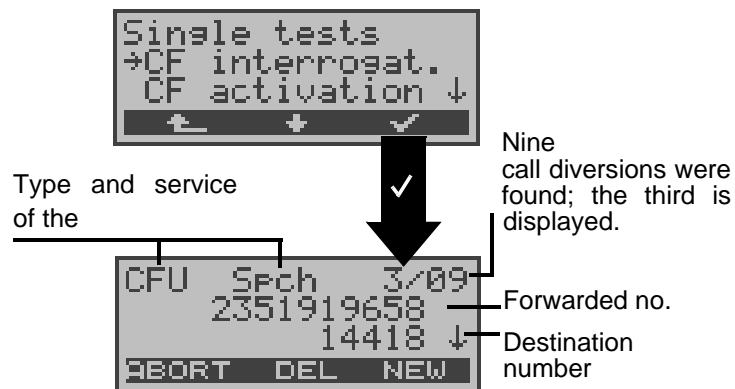 Single tests
→CF interrogat.
CF activation ↓
Nine
call diversions were
found; the third is
displayed.
Type and service
of the
CFU Spch 3/09
2351919658
14418 ↓
ABORT DEL NEW
Forwarded no.
Destination
number